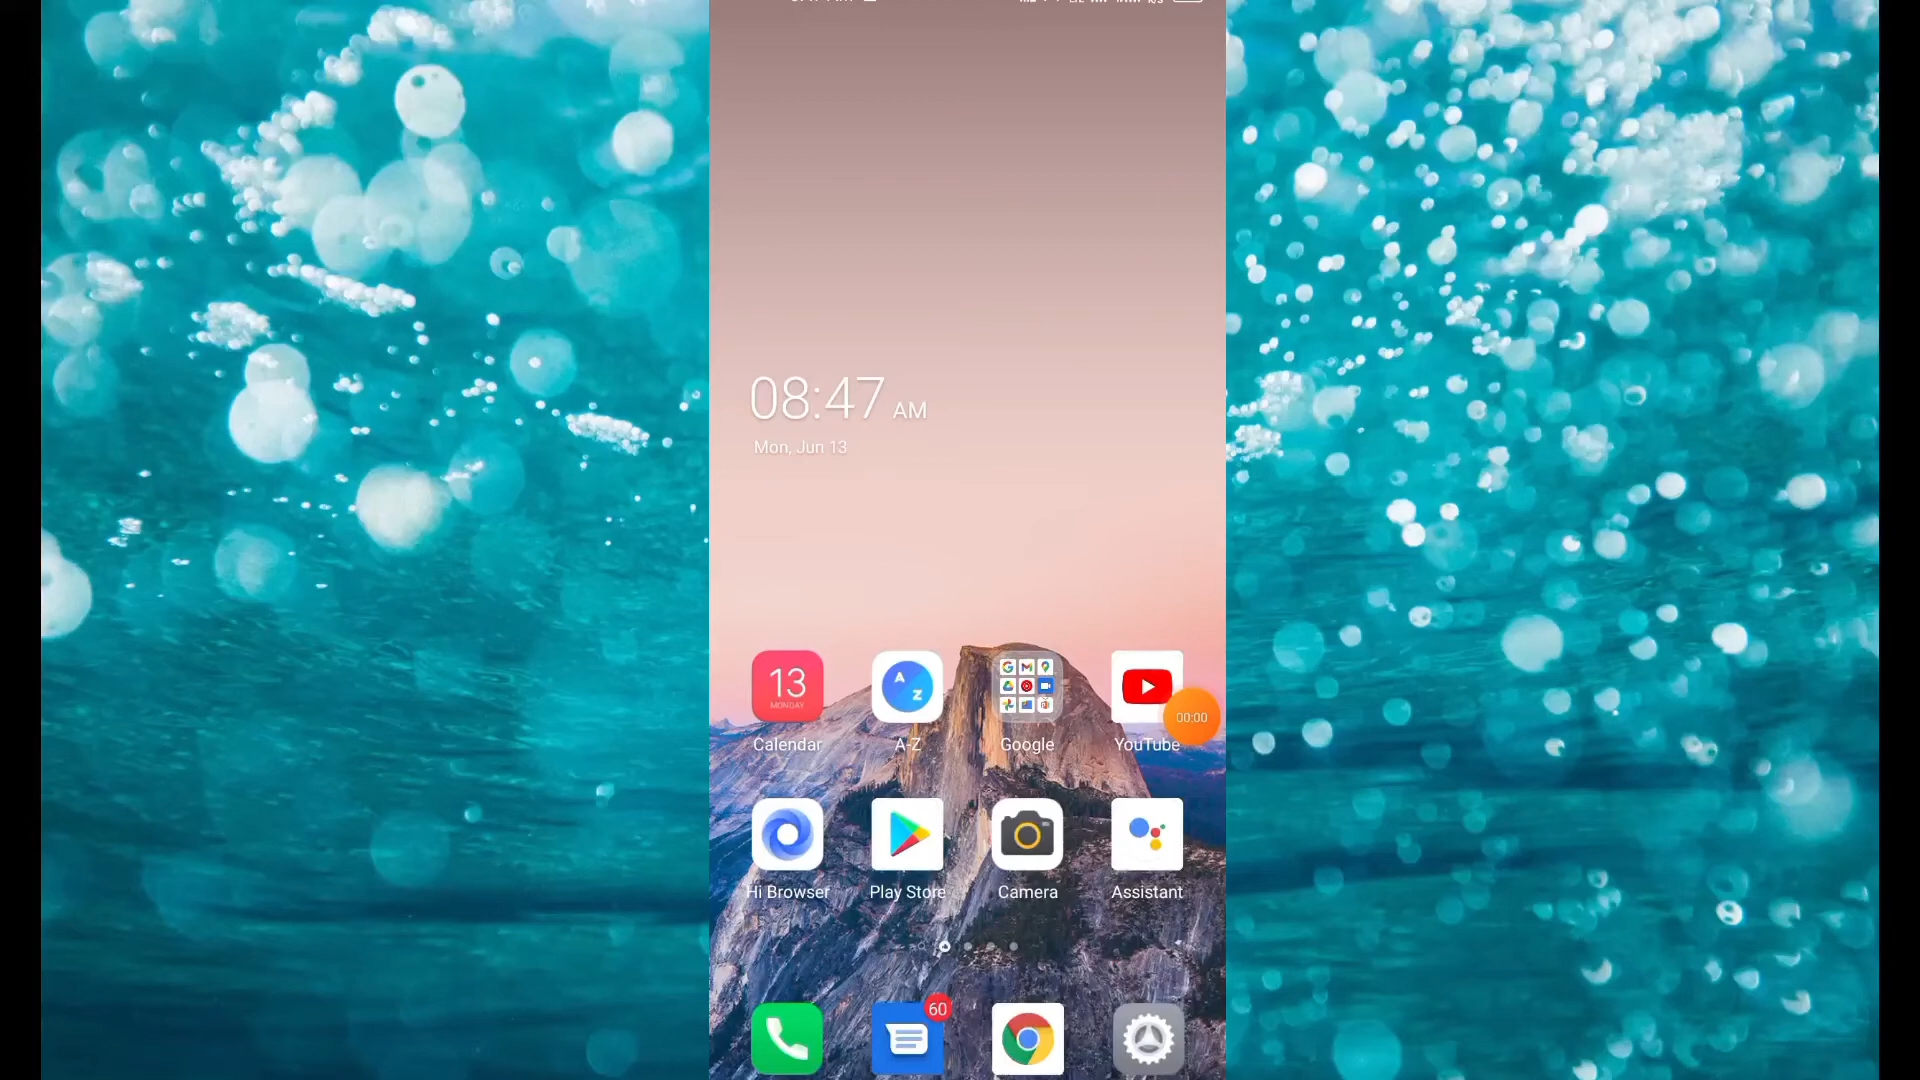 08:47 AM
Mon, Jun 13
13
MONDAY
A
Z
00:00
Calendar
A-Z
Google
YouTube
Hi Browser
Play Store
Camera
Assistant
60